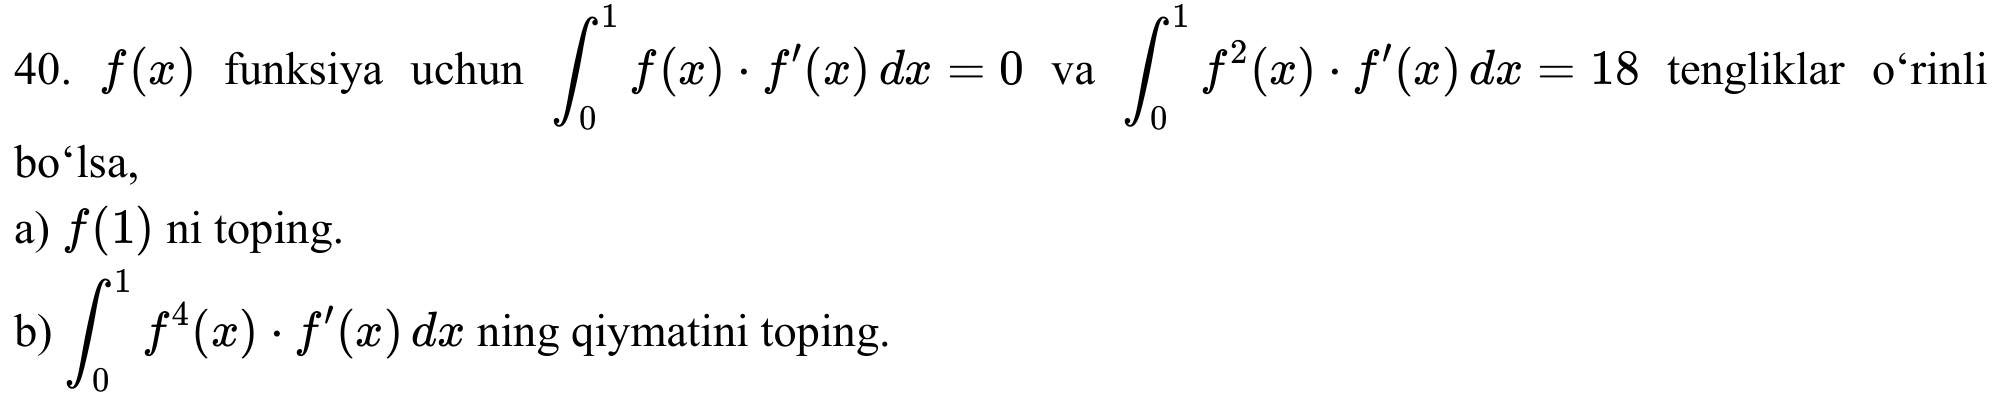 40. f(x) funksiya uchun ∫₀¹ f(x) · f′(x) dx = 0 va ∫₀¹ f²(x) · f′(x) dx = 18 tengliklar o‘rinli
bo‘lsa,
a) f(1) ni toping.
b) ∫₀¹ f⁴(x) · f′(x) dx ning qiymatini toping.